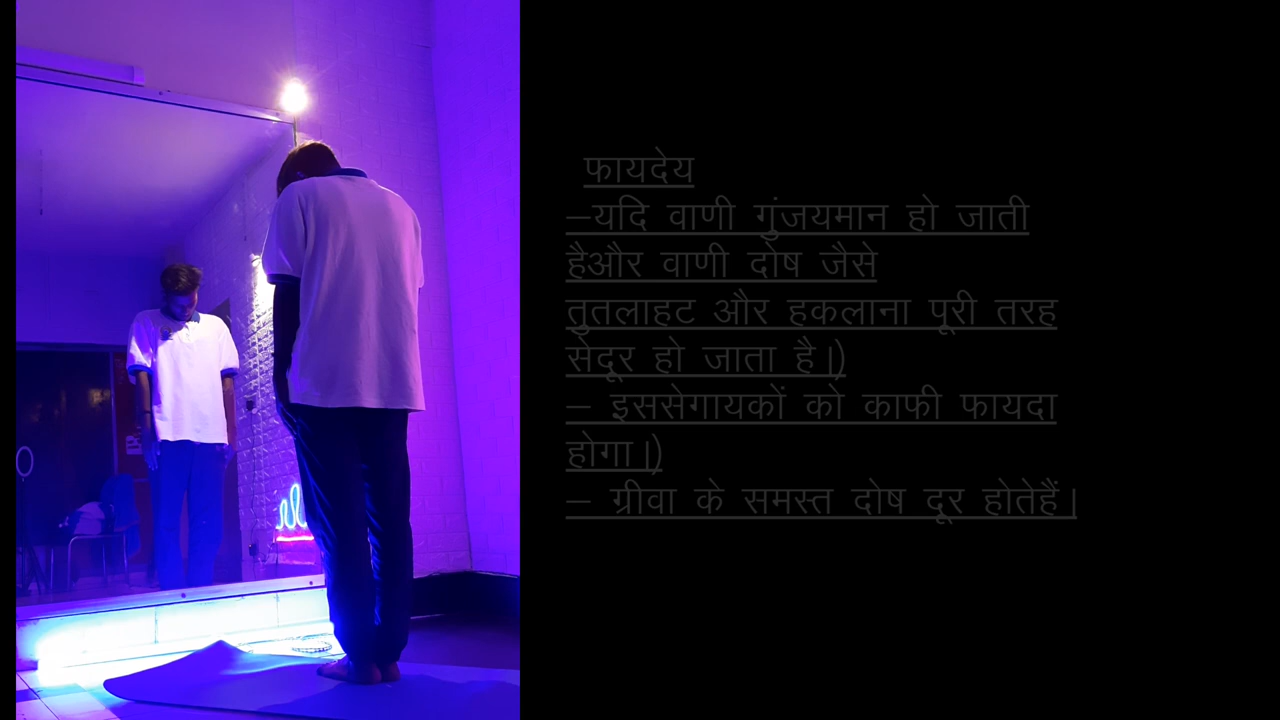 फायदेय
–यदि वाणी गुंजयमान हो जाती
हैऔर वाणी दोष जैसे
तुतलाहट और हकलाना पूरी तरह
सेदूर हो जाता है।)
– इससेगायकों को काफी फायदा
होगा।)
– ग्रीवा के समस्त दोष दूर होतेहैं।